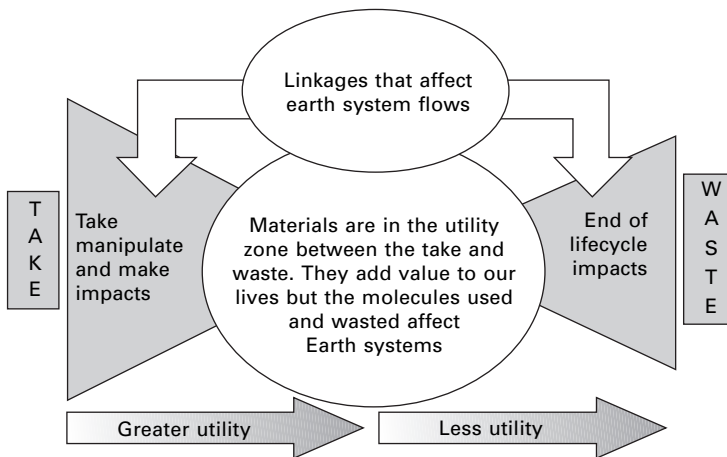 Linkages that affect
earth system flows
TAKE
Take
manipulate
and make
impacts
Materials are in the utility
zone between the take and
waste. They add value to our
lives but the molecules used
and wasted affect
Earth systems
End of
lifecycle
impacts
WASTE
Greater utility
Less utility